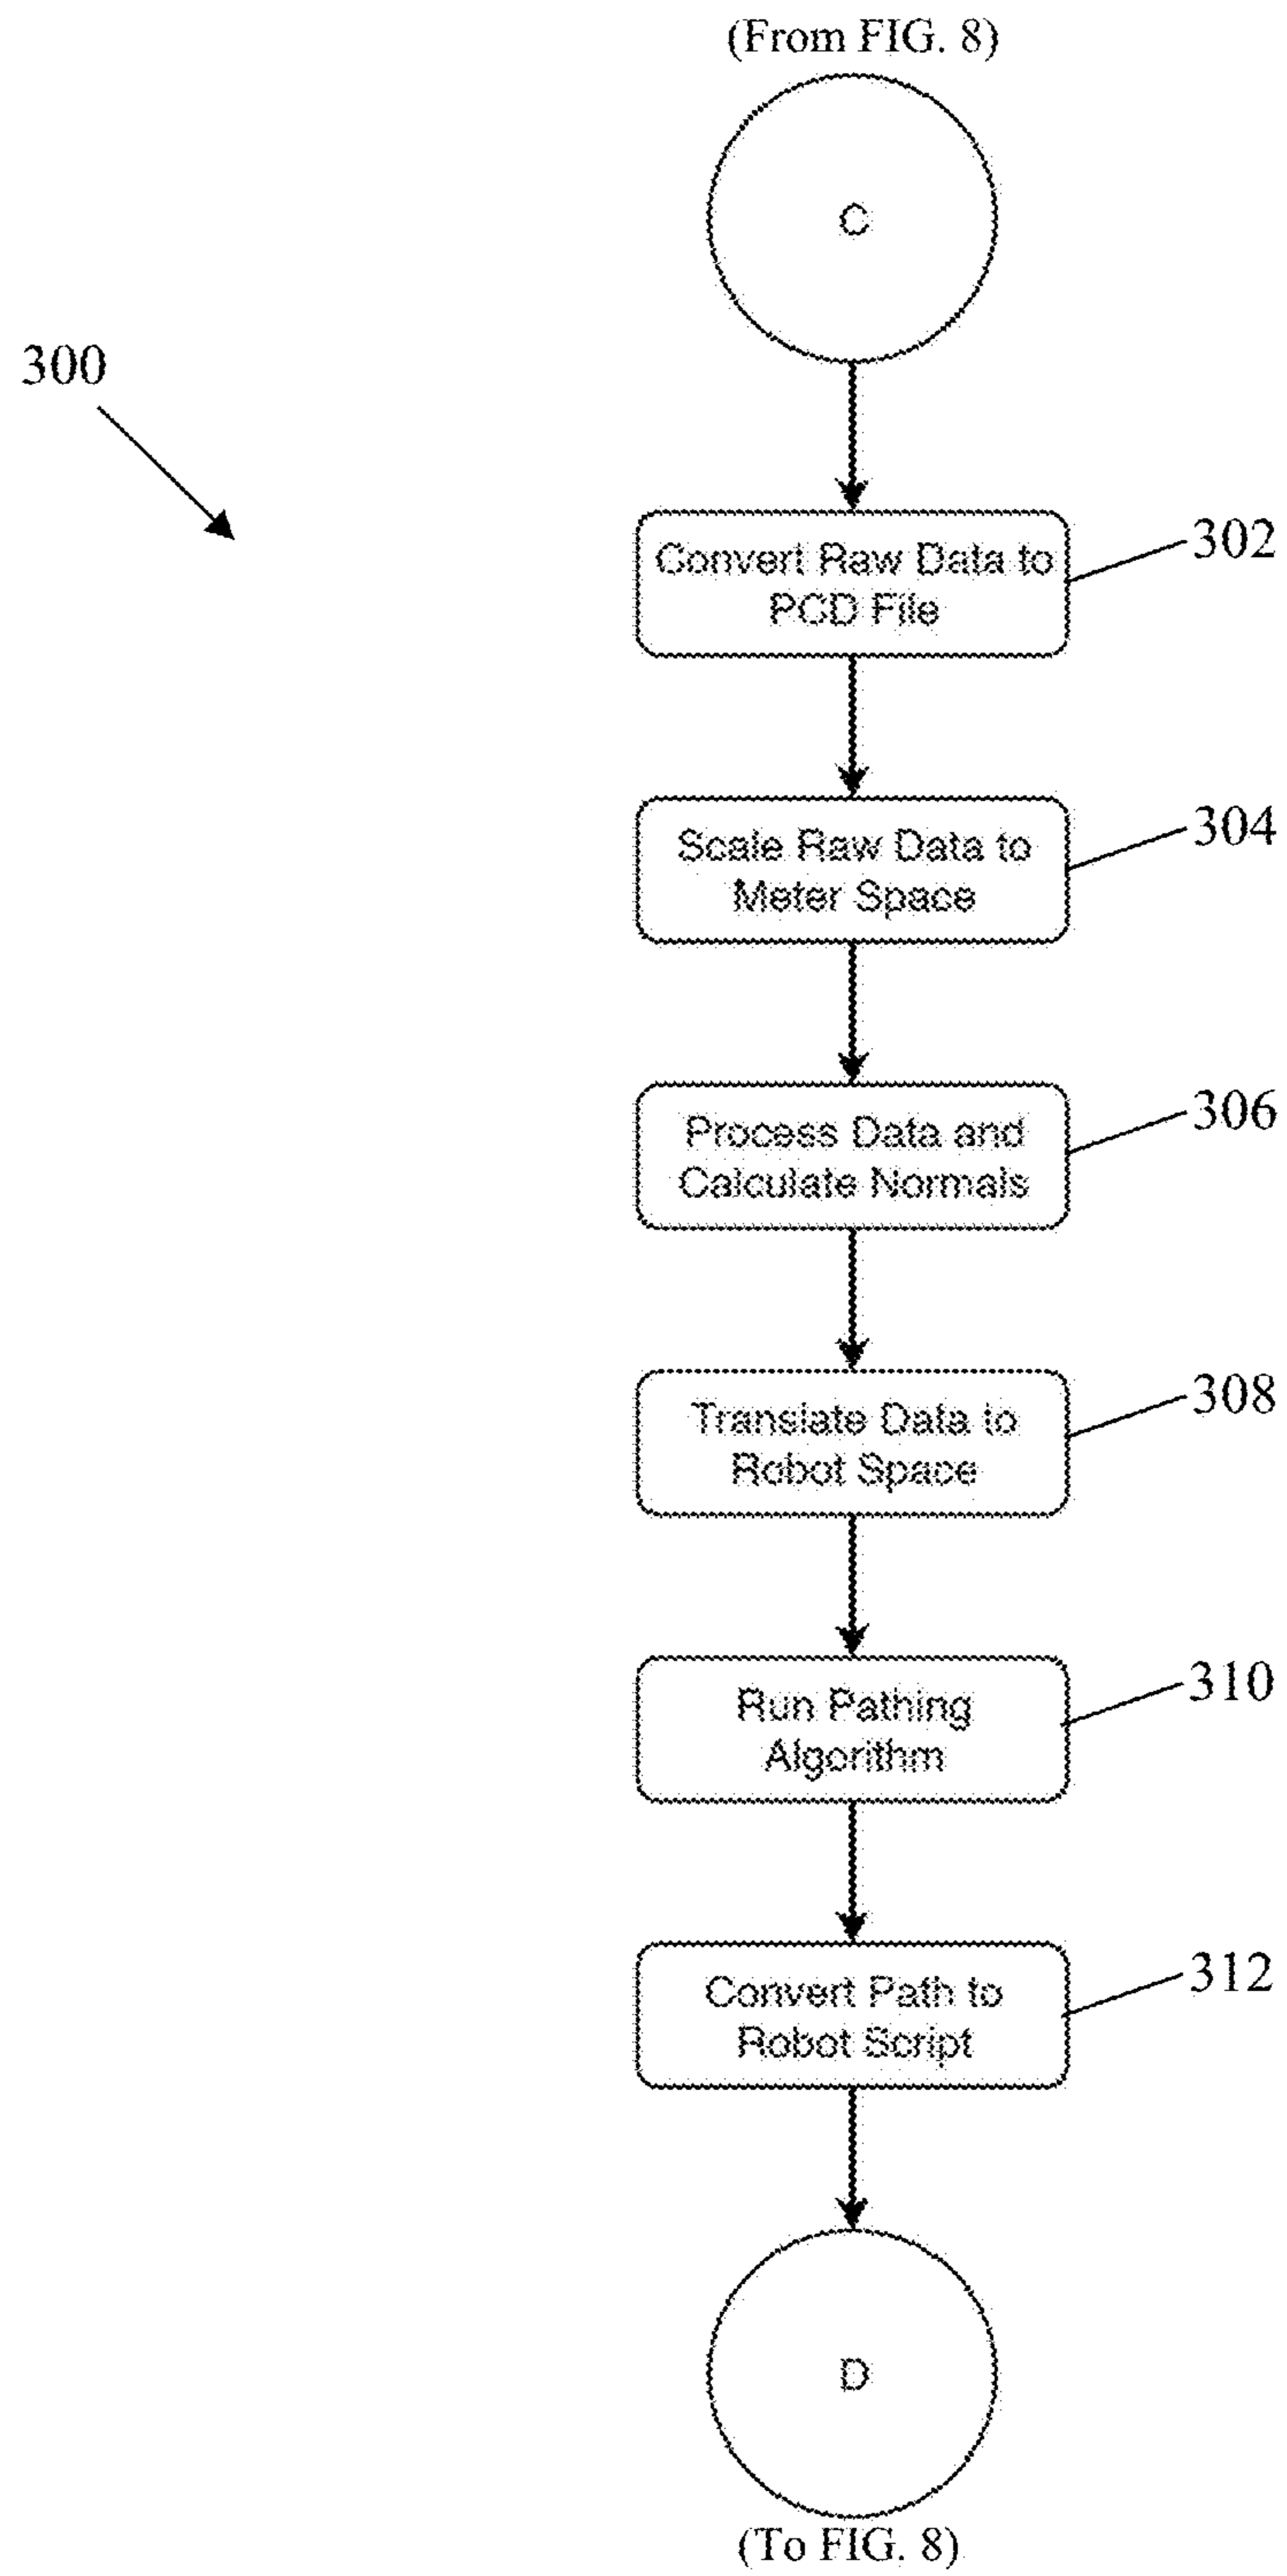 (From FIG. 8)
C
300
Convert Raw Data to
PCD File
302
Scale Raw Data to
Meter Space
304
Process Data and
Calculate Normals
306
Translate Data to
Robot Space
308
Run Pathing
Algorithm
310
Convert Path to
Robot Script
312
D
(To FIG. 8)